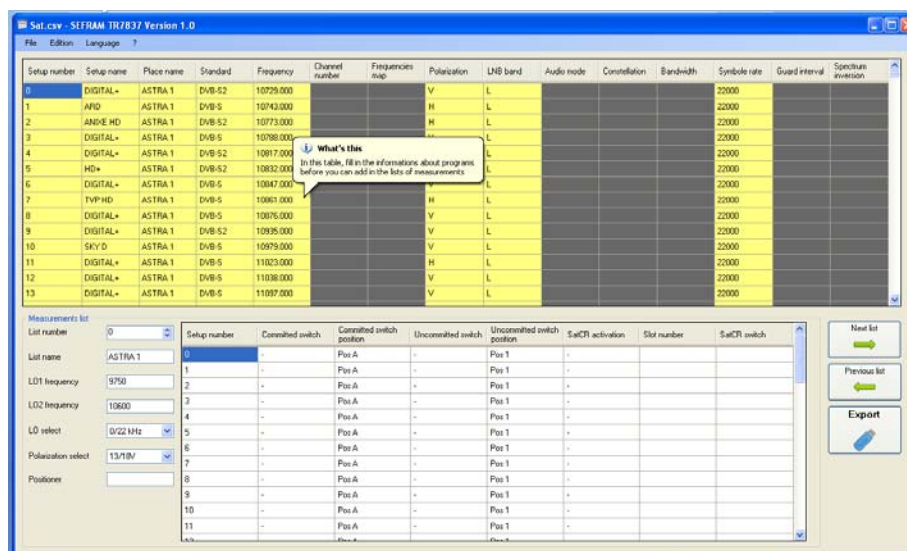 Sat.csv - SEFRAM TR7837 Version 1.0
File Edition Language ?
Setup number Setup name Place name Standard Frequency Channel number Frequencies map Polarization LNB band Audio mode Constellation Bandwidth Symbole rate Guard interval Spectrum inversion
0 DIGITAL+ ASTRA 1 DVB-S2 10729.000 V L 22000
1 ARD ASTRA 1 DVB-S 10743.000 H L 22000
2 ANIXE HD ASTRA 1 DVB-S2 10773.000 H L 22000
3 DIGITAL+ ASTRA 1 DVB-S 10788.000 L 22000
4 DIGITAL+ ASTRA 1 DVB-S2 10817.000 22000
5 HD+ ASTRA 1 DVB-S2 10832.000 22000
6 DIGITAL+ ASTRA 1 DVB-S 10847.000 V L 22000
7 TVP HD ASTRA 1 DVB-S 10861.000 H L 22000
8 DIGITAL+ ASTRA 1 DVB-S 10876.000 V L 22000
9 DIGITAL+ ASTRA 1 DVB-S2 10935.000 V L 22000
10 SKY D ASTRA 1 DVB-S 10979.000 V L 22000
11 DIGITAL+ ASTRA 1 DVB-S 11023.000 H L 22000
12 DIGITAL+ ASTRA 1 DVB-S 11038.000 V L 22000
13 DIGITAL+ ASTRA 1 DVB-S 11097.000 V L 22000
What's this
In this table, fill in the informations about programs
before you can add in the lists of measurements
Measurements list
List number 0
List name ASTRA 1
LO1 frequency 9750
LO2 frequency 10600
LO select 0/22 kHz
Polarization select 13/18V
Positioner
Setup number Committed switch Committed switch position Uncommitted switch Uncommitted switch position SatCR activation Slot number SatCR switch
0 - Pos A - Pos 1 -
1 - Pos A - Pos 1 -
2 - Pos A - Pos 1 -
3 - Pos A - Pos 1 -
4 - Pos A - Pos 1 -
5 - Pos A - Pos 1 -
6 - Pos A - Pos 1 -
7 - Pos A - Pos 1 -
8 - Pos A - Pos 1 -
9 - Pos A - Pos 1 -
10 - Pos A - Pos 1 -
11 - Pos A - Pos 1 -
Next list
Previous list
Export